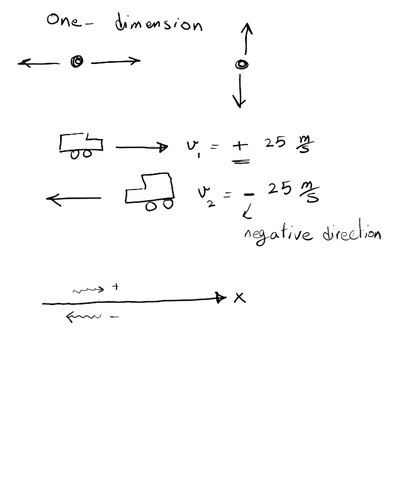 One-dimension
v₁ = + 25 m/s
v₂ = - 25 m/s
negative direction
+
x
-